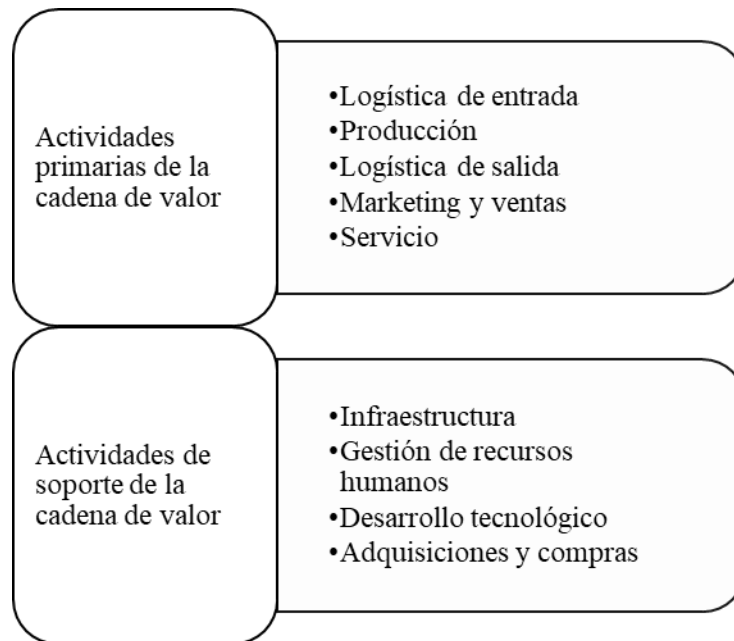 Actividades
primarias de la
cadena de valor
•Logística de entrada
•Producción
•Logística de salida
•Marketing y ventas
•Servicio
Actividades de
soporte de la
cadena de valor
•Infraestructura
•Gestión de recursos
humanos
•Desarrollo tecnológico
•Adquisiciones y compras